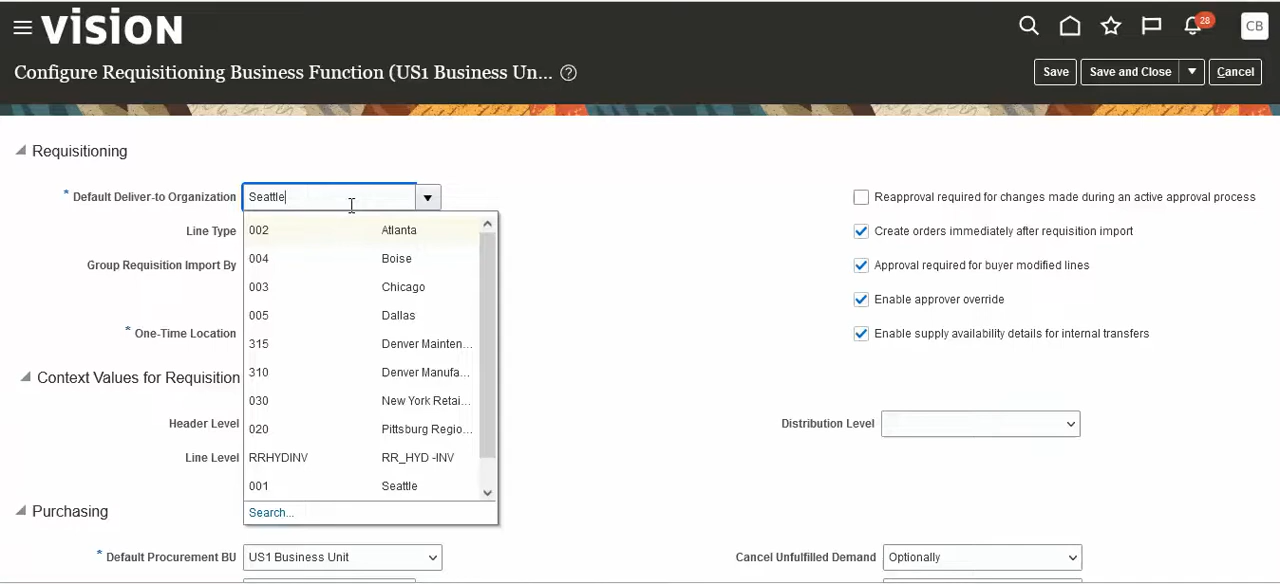 VISION
28
CB
Configure Requisitioning Business Function (US1 Business Un... ?
Save
Save and Close
Cancel
Requisitioning
* Default Deliver-to Organization
Seattle
Reapproval required for changes made during an active approval process
002 Atlanta
Line Type
Create orders immediately after requisition import
004 Boise
Group Requisition Import By
Approval required for buyer modified lines
003 Chicago
Enable approver override
005 Dallas
* One-Time Location
Enable supply availability details for internal transfers
315 Denver Mainten...
310 Denver Manufa...
Context Values for Requisition
030 New York Retai...
Header Level
020 Pittsburg Regio...
Distribution Level
Line Level
RRHYDINV RR_HYD -INV
001 Seattle
Search...
Purchasing
* Default Procurement BU
US1 Business Unit
Cancel Unfulfilled Demand
Optionally